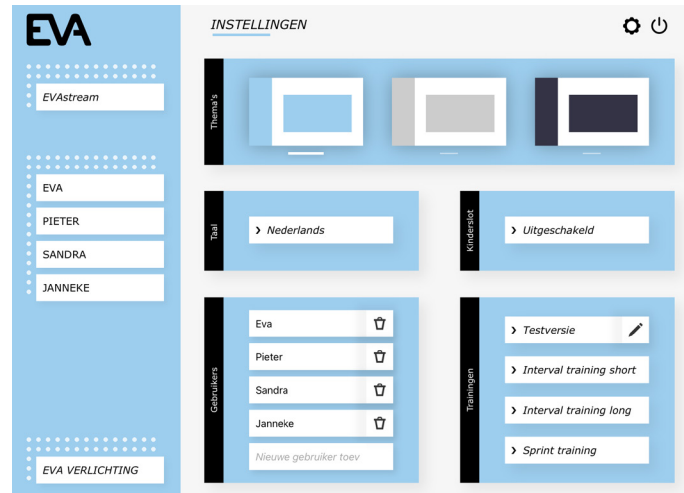 EVA
EVAstream
EVA
PIETER
SANDRA
JANNEKE
EVA VERLICHTING
INSTELLINGEN
Thema's
Taal
› Nederlands
Kinderslot
› Uitgeschakeld
Gebruikers
Eva
Pieter
Sandra
Janneke
Nieuwe gebruiker toev
Trainingen
› Testversie
› Interval training short
› Interval training long
› Sprint training